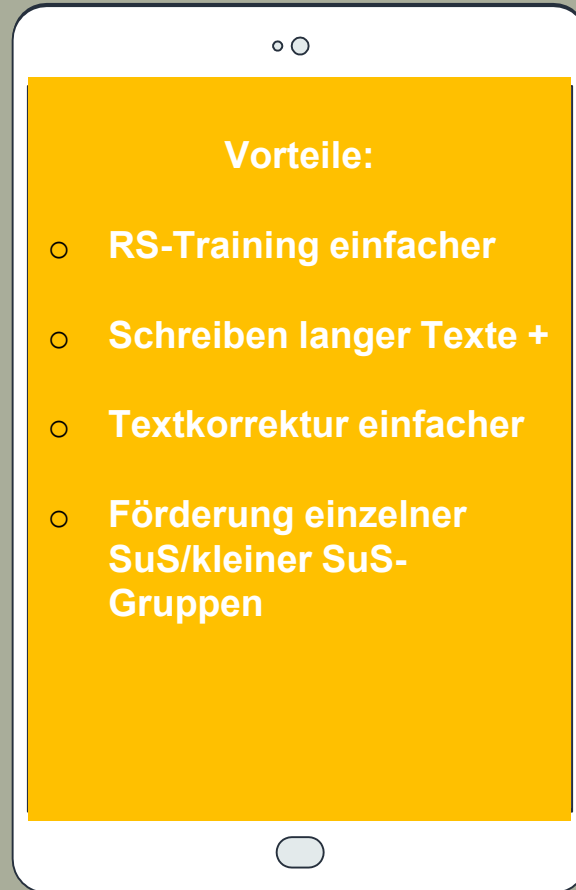 Vorteile:
o RS-Training einfacher
o Schreiben langer Texte +
o Textkorrektur einfacher
o Förderung einzelner
SuS/kleiner SuS-
Gruppen